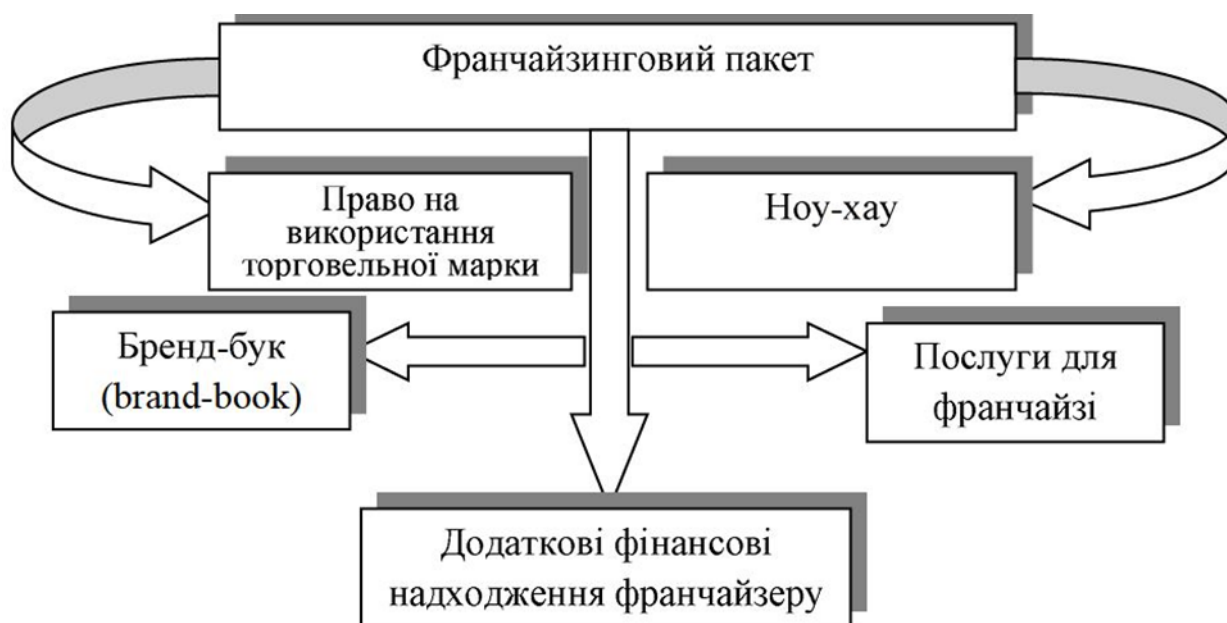 Франчайзинговий пакет
Право на
використання
торговельної марки
Ноу-хау
Бренд-бук
(brand-book)
Послуги для
франчайзі
Додаткові фінансові
надходження франчайзеру